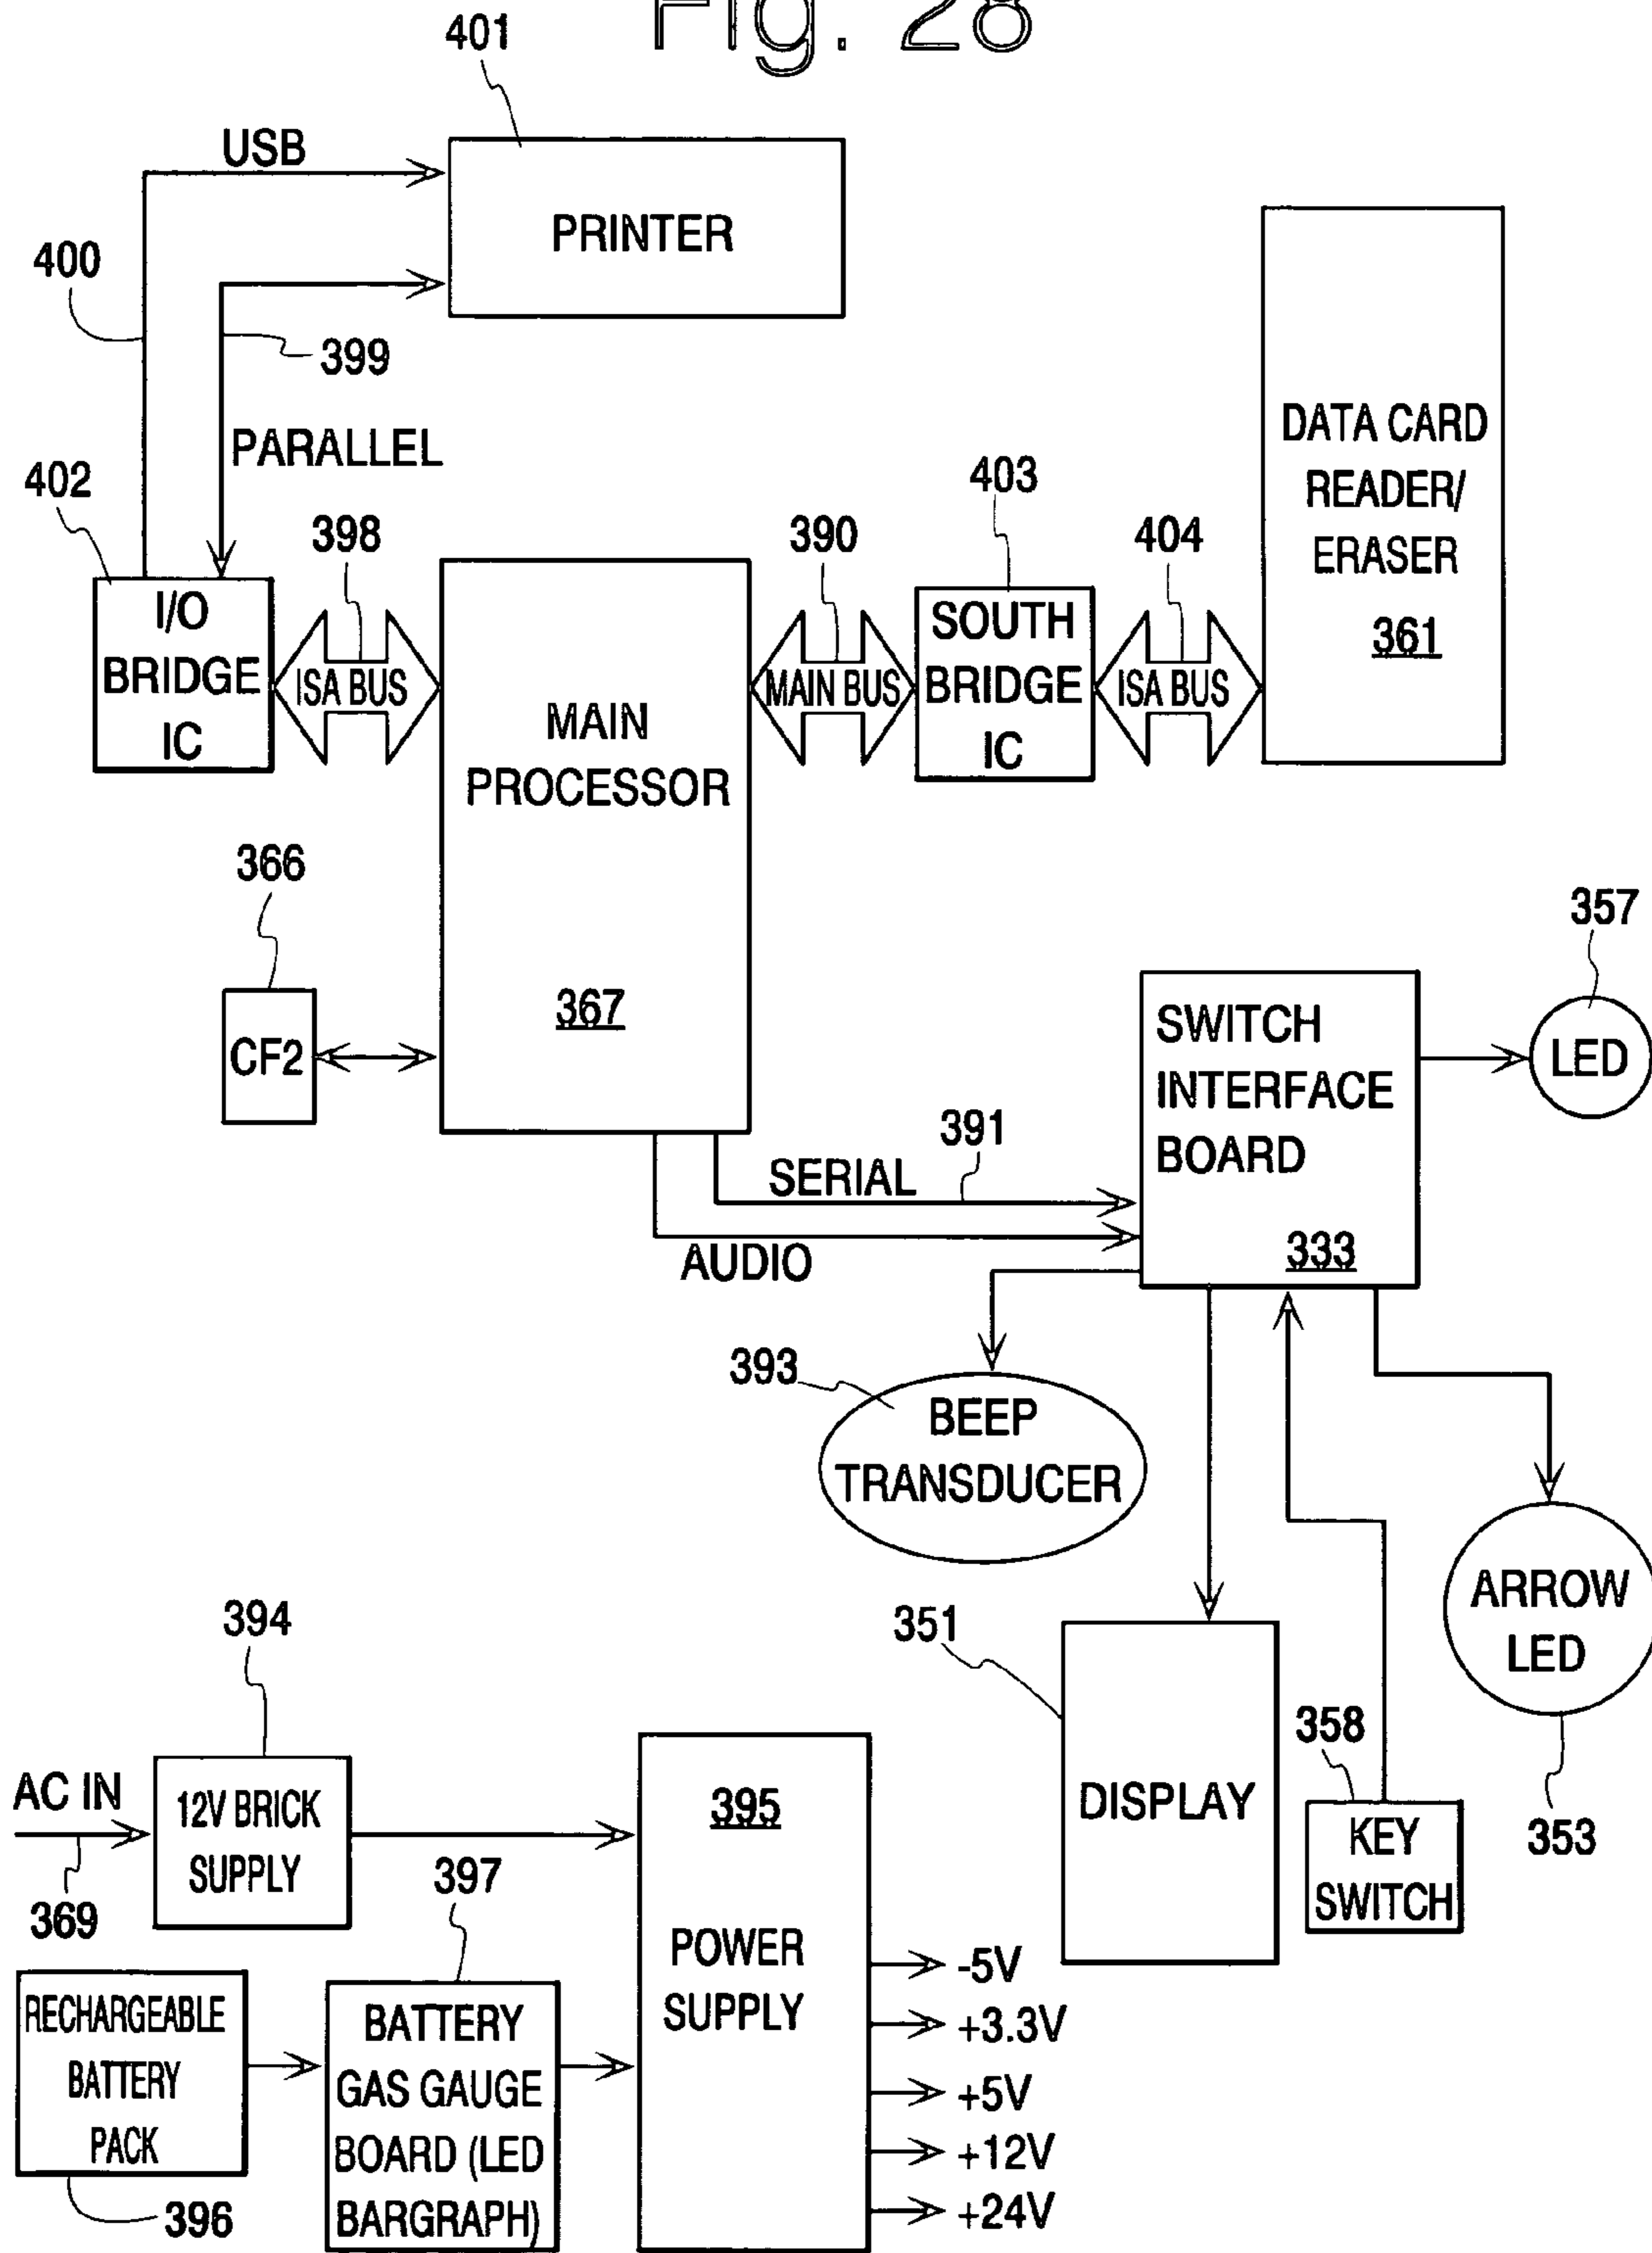 Fig. 28
401
USB
PRINTER
400
399
PARALLEL
402
398
390
403
404
DATA CARD
READER/
ERASER
361
I/O
BRIDGE
IC
ISA BUS
MAIN
PROCESSOR
367
MAIN BUS
SOUTH
BRIDGE
IC
ISA BUS
366
CF2
357
LED
SWITCH
INTERFACE
BOARD
333
391
SERIAL
AUDIO
393
BEEP
TRANSDUCER
ARROW
LED
353
351
DISPLAY
358
KEY
SWITCH
394
AC IN
369
12V BRICK
SUPPLY
395
POWER
SUPPLY
397
RECHARGEABLE
BATTERY
PACK
396
BATTERY
GAS GAUGE
BOARD (LED
BARGRAPH)
-5V
+3.3V
+5V
+12V
+24V